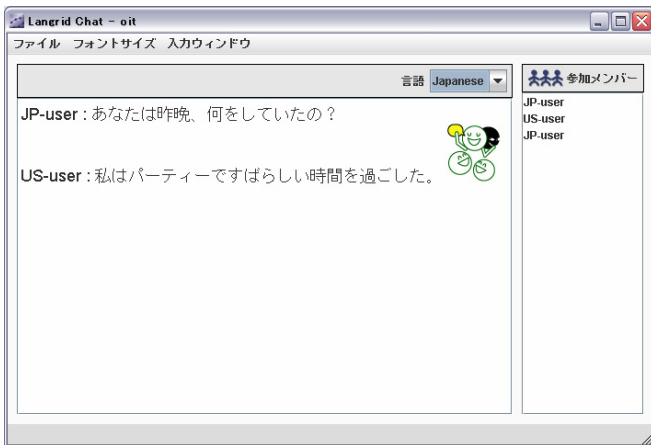 Langrid Chat - oit
ファイル フォントサイズ 入力ウィンドウ
言語 Japanese
JP-user : あなたは昨晩、何をしていたの？
US-user : 私はパーティーですばらしい時間を過ごした。
参加メンバー
JP-user
US-user
JP-user